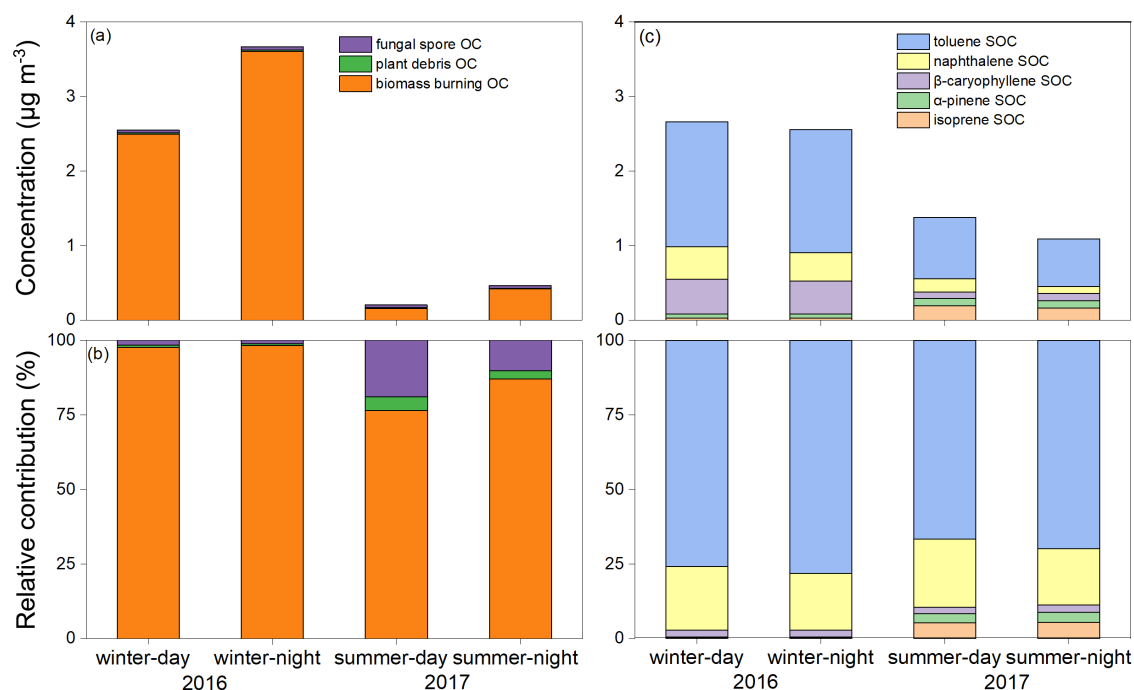 (a)
fungal spore OC
plant debris OC
biomass burning OC
Concentration (µg m⁻³)
4
3
2
1
0
(c)
toluene SOC
naphthalene SOC
β-caryophyllene SOC
α-pinene SOC
isoprene SOC
4
3
2
1
0
(b)
Relative contribution (%)
100
75
50
25
0
winter-day winter-night summer-day summer-night
2016 2017
100
75
50
25
0
winter-day winter-night summer-day summer-night
2016 2017